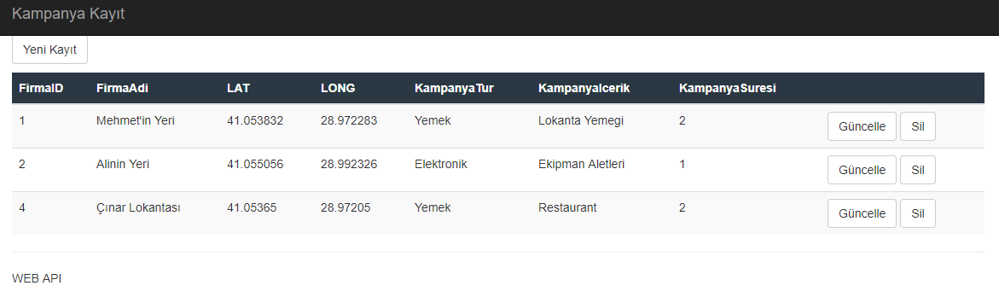 Kampanya Kayıt
Yeni Kayıt
FirmaID FirmaAdi LAT LONG KampanyaTur KampanyaIcerik KampanyaSuresi
1 Mehmet'in Yeri 41.053832 28.972283 Yemek Lokanta Yemegi 2 Güncelle Sil
2 Alinin Yeri 41.055056 28.992326 Elektronik Ekipman Aletleri 1 Güncelle Sil
4 Çınar Lokantası 41.05365 28.97205 Yemek Restaurant 2 Güncelle Sil
WEB API